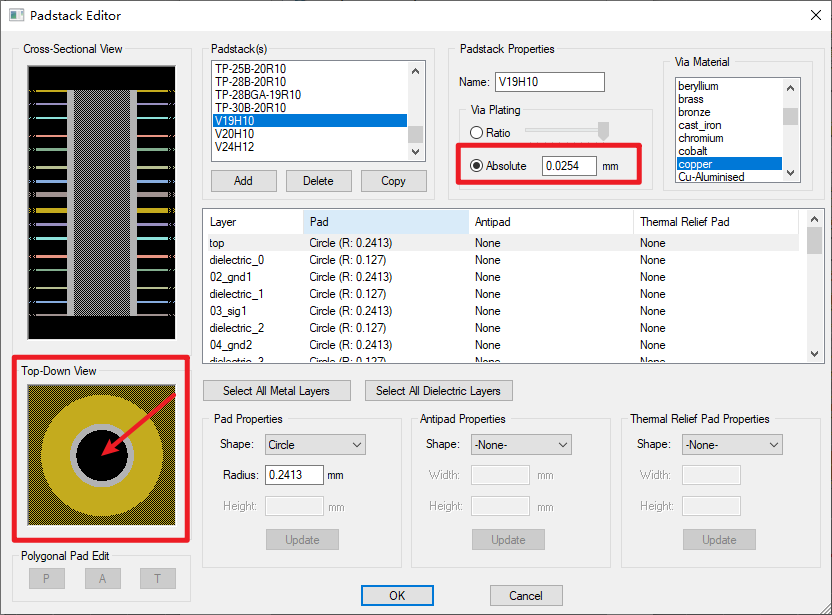 Padstack Editor
Cross-Sectional View
Padstack(s)
TP-25B-20R10
TP-28B-20R10
TP-28BGA-19R10
TP-30B-20R10
V19H10
V20H10
V24H12
Add
Delete
Copy
Padstack Properties
Name:
V19H10
Via Plating
Ratio
Absolute
0.0254
mm
Via Material
beryllium
brass
bronze
cast_iron
chromium
cobalt
copper
Cu-Aluminised
Layer Pad Antipad Thermal Relief Pad
top Circle (R: 0.2413) None None
dielectric_0 Circle (R: 0.127) None None
02_gnd1 Circle (R: 0.2413) None None
dielectric_1 Circle (R: 0.127) None None
03_sig1 Circle (R: 0.2413) None None
dielectric_2 Circle (R: 0.127) None None
04_gnd2 Circle (R: 0.2413) None None
Top-Down View
Select All Metal Layers
Select All Dielectric Layers
Pad Properties
Shape: Circle
Radius: 0.2413 mm
Height: mm
Update
Antipad Properties
Shape: -None-
Width: mm
Height: mm
Update
Thermal Relief Pad Properties
Shape: -None-
Width:
Height:
Update
Polygonal Pad Edit
P A T
OK
Cancel